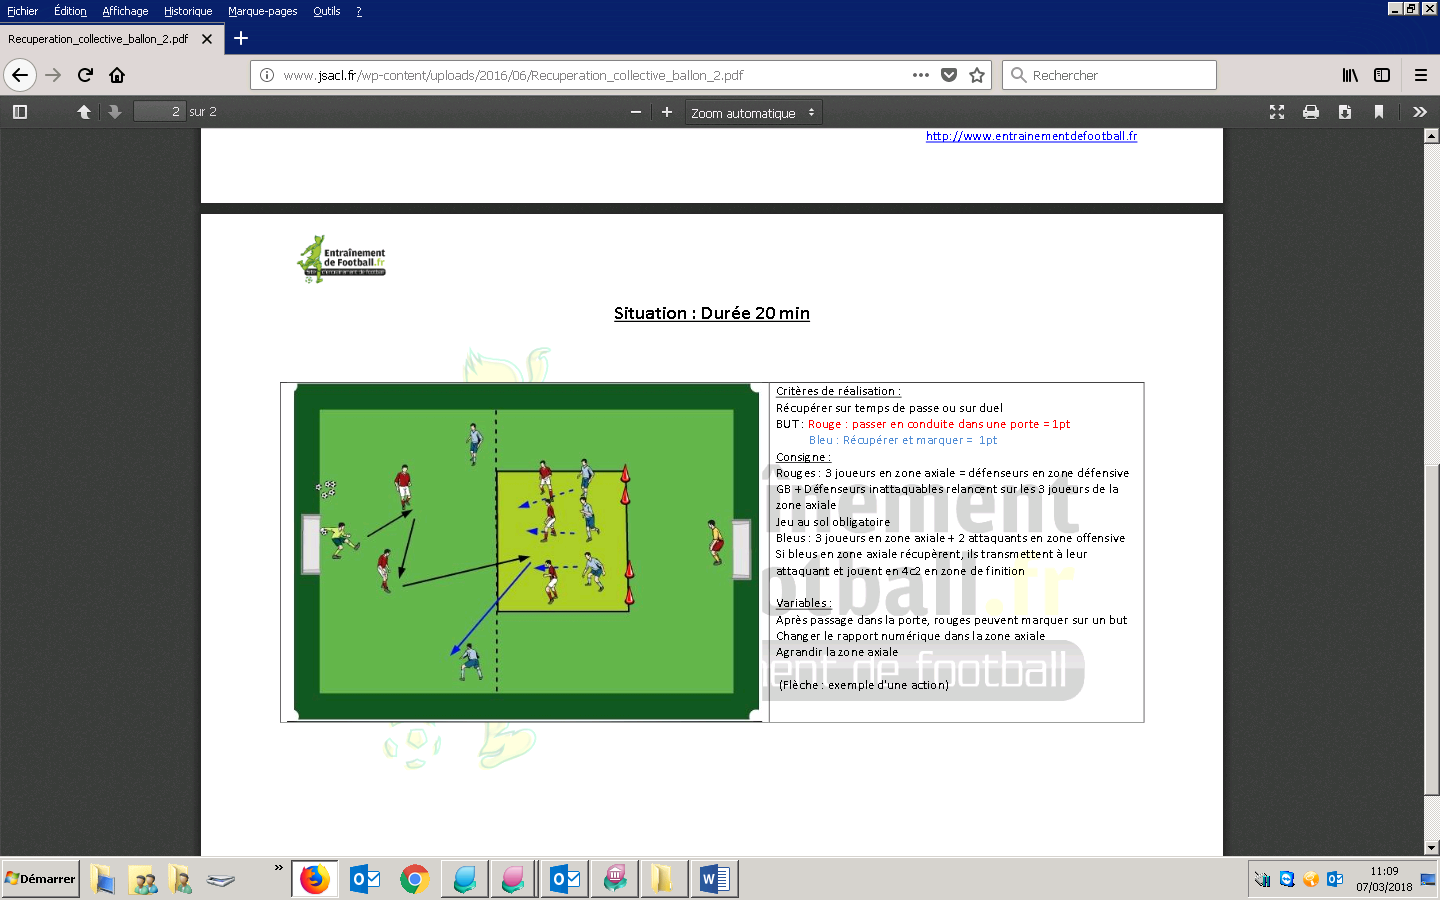 Fichier Édition Affichage Historique Marque-pages Outils ?
Recuperation_collective_ballon_2.pdf
www.jsacl.fr/wp-content/uploads/2016/06/Recuperation_collective_ballon_2.pdf
Rechercher
2 sur 2
Zoom automatique
http://www.entrainementdefootball.fr
Entraînement
de Football.fr
Situation : Durée 20 min
Critères de réalisation :
Récupérer sur temps de passe ou sur duel
BUT : Rouge : passer en conduite dans une porte = 1pt
Bleu : Récupérer et marquer = 1pt
Consigne :
Rouges : 3 joueurs en zone axiale = défenseurs en zone défensive
GB + Défenseurs inattaquables relancent sur les 3 joueurs de la
zone axiale
Jeu au sol obligatoire
Bleus : 3 joueurs en zone axiale + 2 attaquants en zone offensive
Si bleus en zone axiale récupèrent, ils transmettent à leur
attaquant et jouent en 4c2 en zone de finition
Variables :
Après passage dans la porte, rouges peuvent marquer sur un but
Changer le rapport numérique dans la zone axiale
Agrandir la zone axiale
(Flèche : exemple d'une action)
înement
otball.fr
ment de football
Démarrer
11:09
07/03/2018